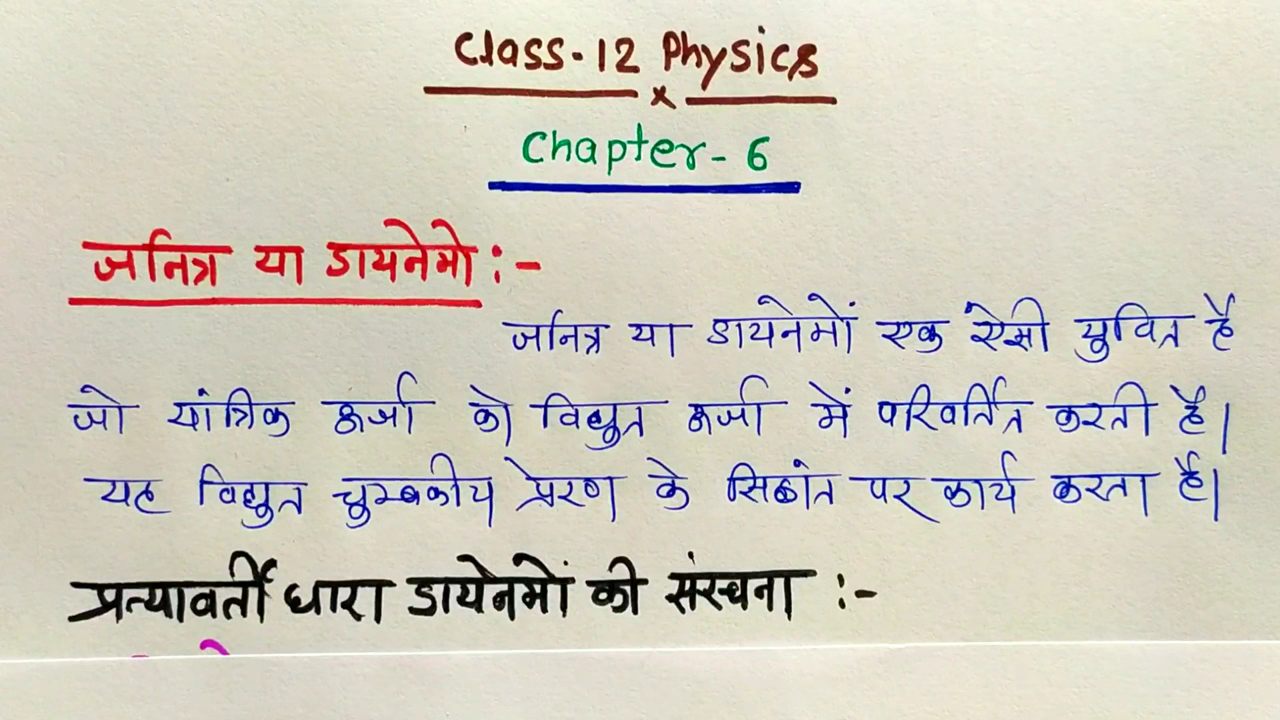 Class-12 Physics
x
Chapter-6
जनित्र या डायनेमो :-
जनित्र या डायनेमों एक ऐसी युक्ति है
जो यांत्रिक ऊर्जा को विद्युत ऊर्जा में परिवर्तित करती है।
यह विद्युत चुम्बकीय प्रेरण के सिद्धांत पर कार्य करता है।
प्रत्यावर्ती धारा डायेनमों की संरचना :-